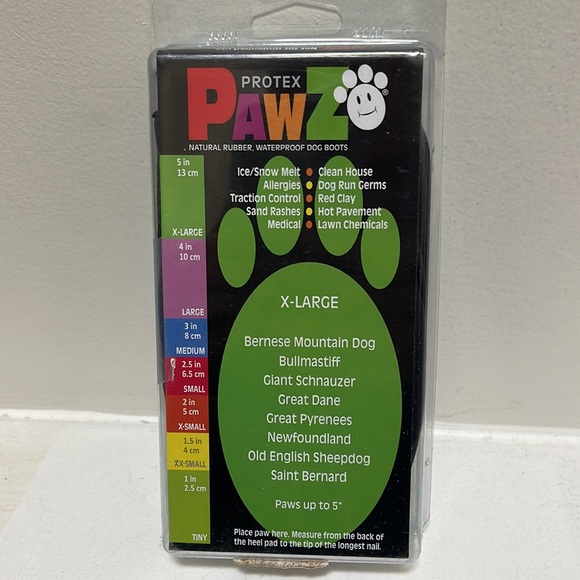 PROTEX
PAWZ
®
NATURAL RUBBER, WATERPROOF DOG BOOTS
5 in
13 cm
X-LARGE
4 in
10 cm
LARGE
3 in
8 cm
MEDIUM
2.5 in
6.5 cm
SMALL
2 in
5 cm
X-SMALL
1.5 in
4 cm
XX-SMALL
1 in
2.5 cm
TINY
Ice/Snow Melt • Clean House
Allergies • Dog Run Germs
Traction Control • Red Clay
Sand Rashes • Hot Pavement
Medical • Lawn Chemicals
X-LARGE
Bernese Mountain Dog
Bullmastiff
Giant Schnauzer
Great Dane
Great Pyrenees
Newfoundland
Old English Sheepdog
Saint Bernard
Paws up to 5"
Place paw here. Measure from the back of
the heel pad to the tip of the longest nail.